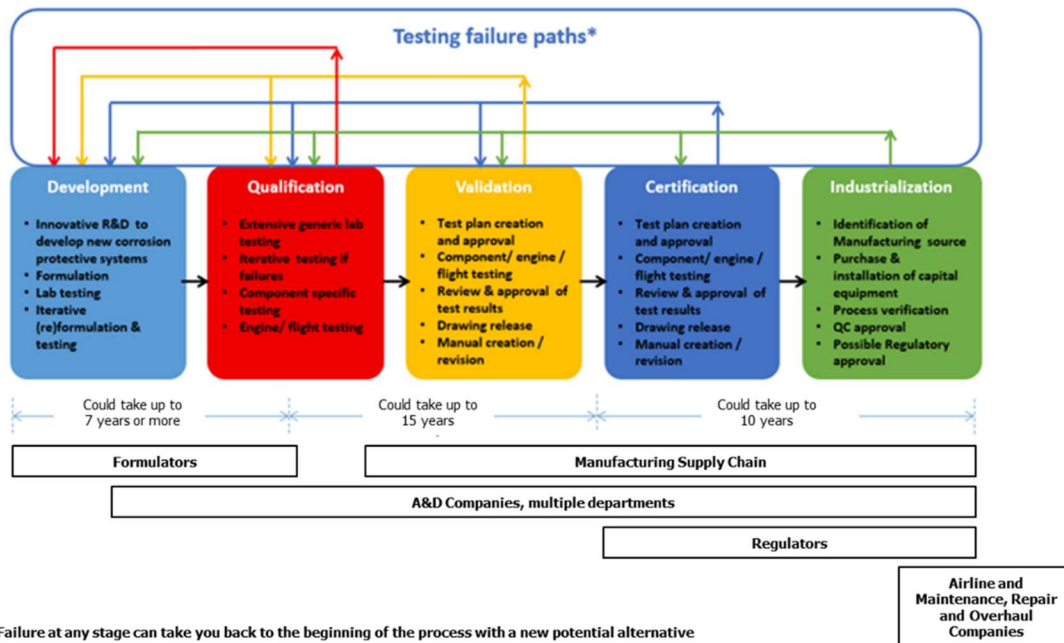 Testing failure paths*
Development
• Innovative R&D to
develop new corrosion
protective systems
• Formulation
• Lab testing
• Iterative
(re)formulation &
testing
Qualification
• Extensive generic lab
testing
• Iterative testing if
failures
• Component specific
testing
• Engine/ flight testing
Validation
• Test plan creation
and approval
• Component/ engine /
flight testing
• Review & approval of
test results
• Drawing release
• Manual creation /
revision
Certification
• Test plan creation
and approval
• Component/ engine /
flight testing
• Review & approval of
test results
• Drawing release
• Manual creation /
revision
Industrialization
• Identification of
Manufacturing source
• Purchase &
installation of capital
equipment
• Process verification
• QC approval
• Possible Regulatory
approval
Could take up to
7 years or more
Could take up to
15 years
Could take up to
10 years
Formulators
Manufacturing Supply Chain
A&D Companies, multiple departments
Regulators
Airline and
Maintenance, Repair
and Overhaul
Companies
Failure at any stage can take you back to the beginning of the process with a new potential alternative